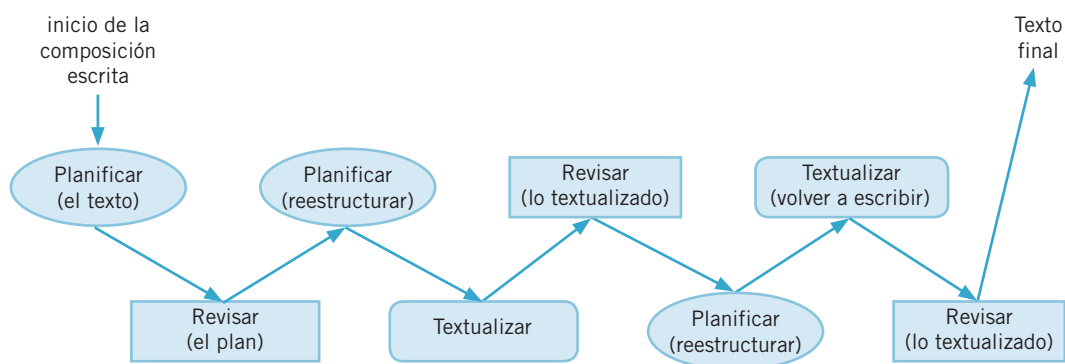 inicio de la
composición
escrita
Planificar
(el texto)
Revisar
(el plan)
Planificar
(reestructurar)
Textualizar
Revisar
(lo textualizado)
Planificar
(reestructurar)
Textualizar
(volver a escribir)
Revisar
(lo textualizado)
Texto
final